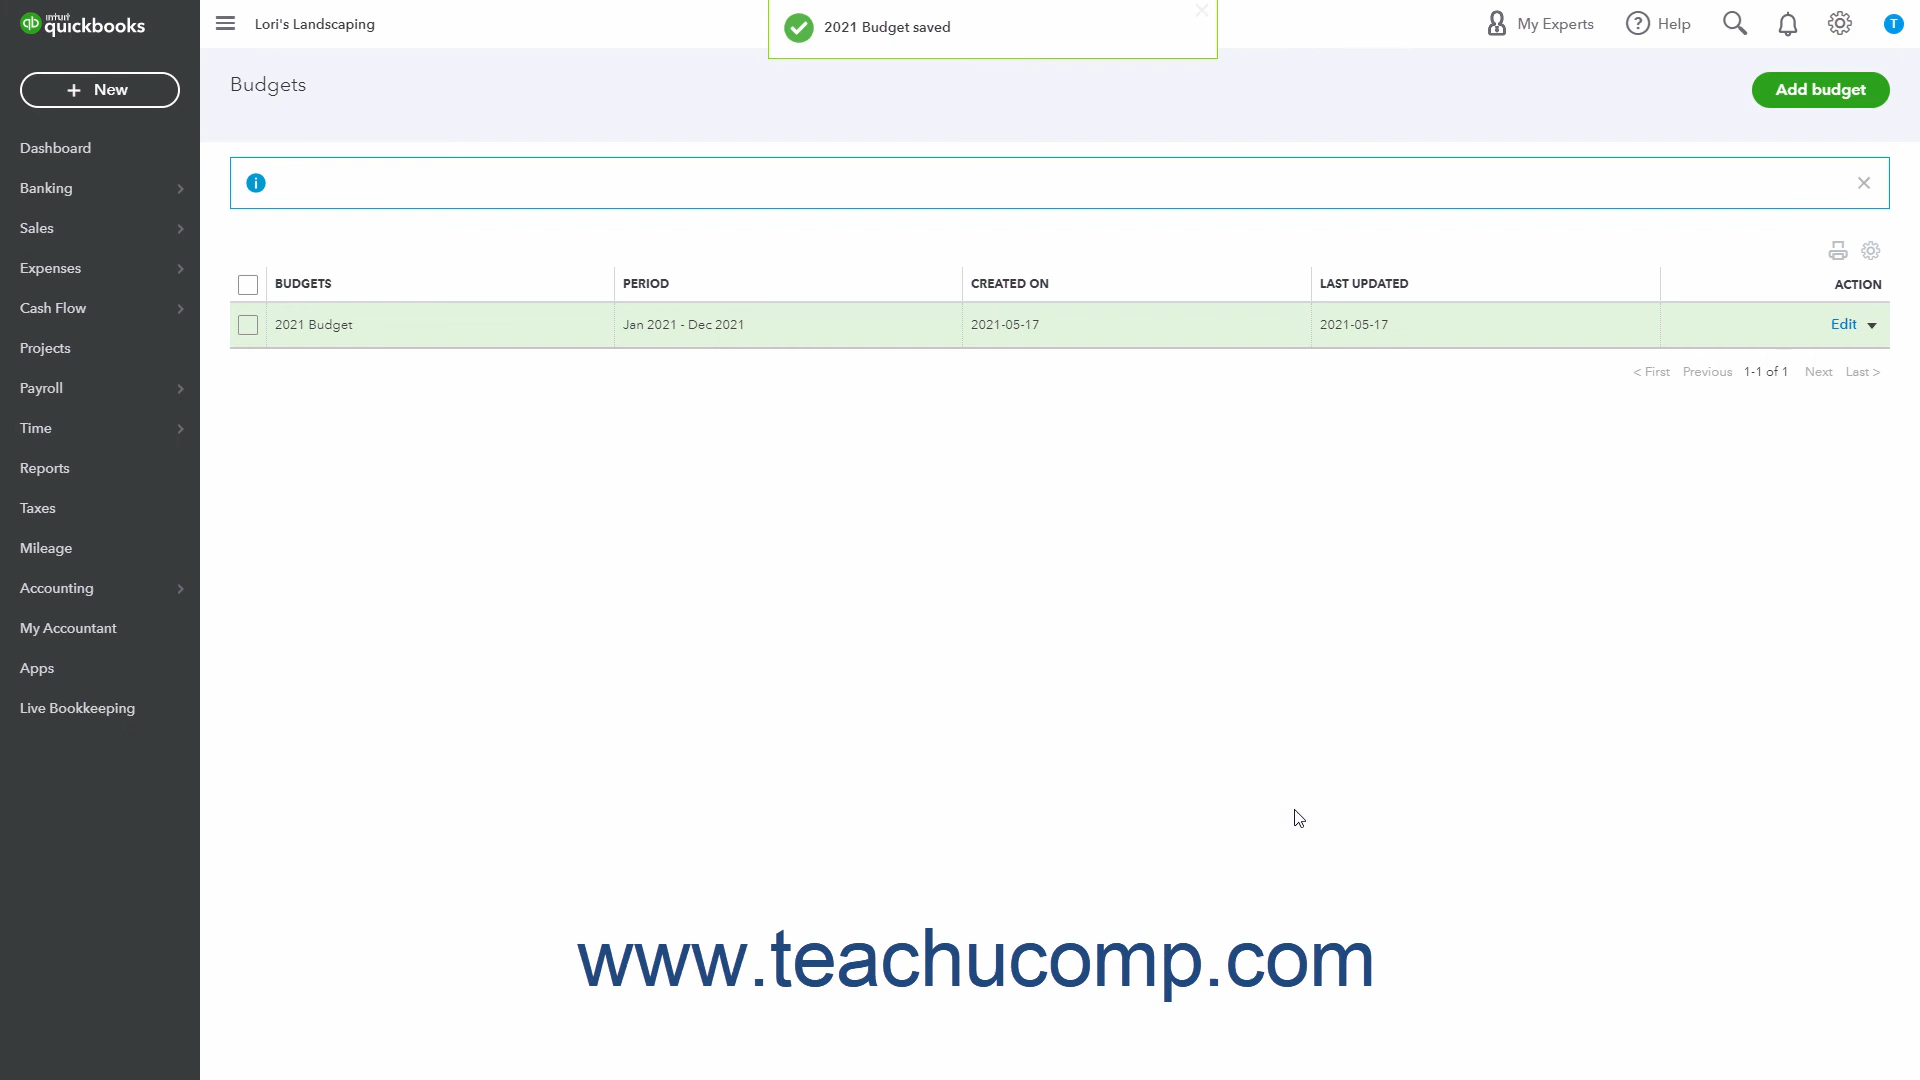 intuit
quickbooks
Lori's Landscaping
2021 Budget saved
My Experts
Help
T
+ New
Budgets
Add budget
Dashboard
Banking
Sales
Expenses
Cash Flow
Projects
Payroll
Time
Reports
Taxes
Mileage
Accounting
My Accountant
Apps
Live Bookkeeping
BUDGETS PERIOD CREATED ON LAST UPDATED ACTION
2021 Budget Jan 2021 - Dec 2021 2021-05-17 2021-05-17 Edit
< First Previous 1-1 of 1 Next Last >
www.teachucomp.com